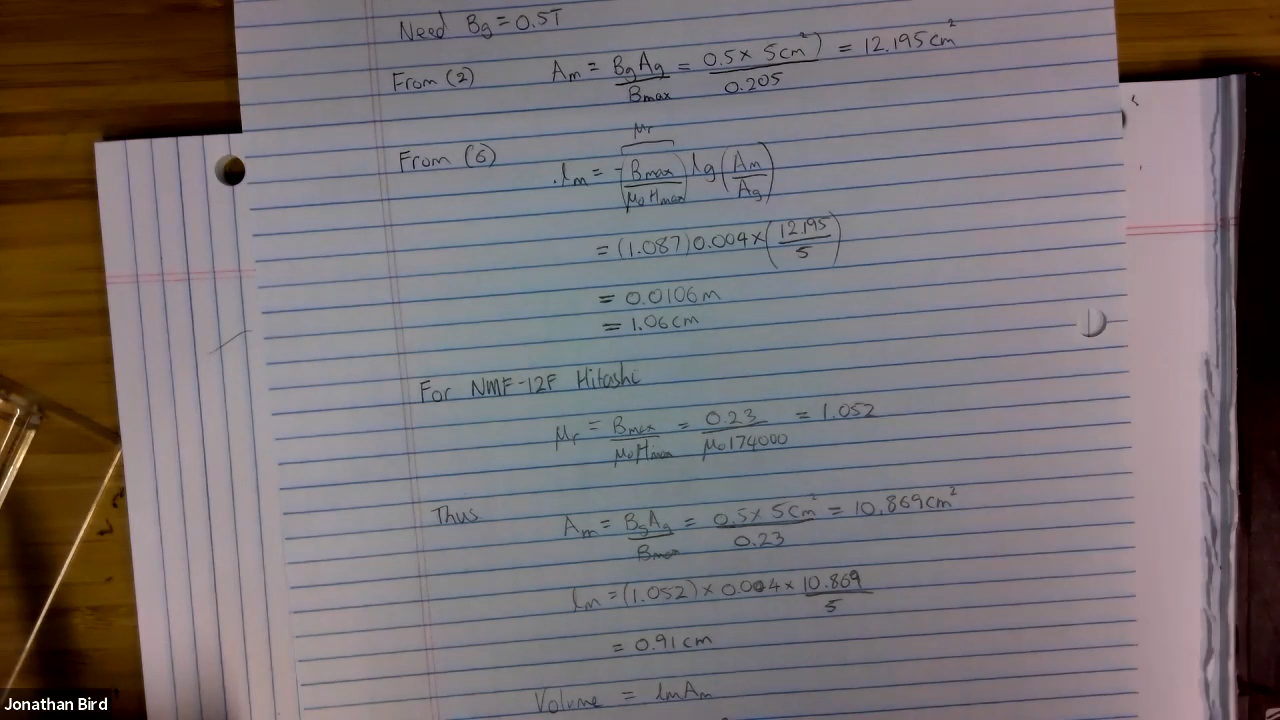 Need Bg = 0.5T
From (2) Am = BgAg / Bmax = 0.5 x 5cm²) / 0.205 = 12.195cm²
μr
From (6) .lm = -(Bmax / μoHmax) lg (Am / Ag)
= (1.087) 0.004 x (12.195 / 5)
= 0.0106m
= 1.06cm
For NMF-12F Hitashi
μr = Bmax / μoHmax = 0.23 / μo174000 = 1.052
Thus Am = BgAg / Bmax = 0.5 x 5cm² / 0.23 = 10.869cm²
lm = (1.052) x 0.004 x 10.869 / 5
= 0.91cm
Volume = lmAm
Jonathan Bird